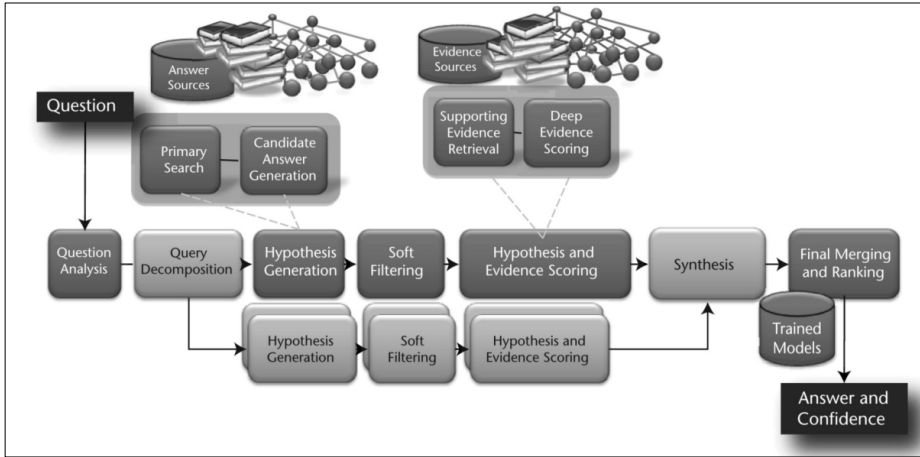 Answer
Sources
Evidence
Sources
Question
Primary
Search
Candidate
Answer
Generation
Supporting
Evidence
Retrieval
Deep
Evidence
Scoring
Question
Analysis
Query
Decomposition
Hypothesis
Generation
Soft
Filtering
Hypothesis and
Evidence Scoring
Synthesis
Final Merging
and Ranking
Hypothesis
Generation
Soft
Filtering
Hypothesis and
Evidence Scoring
Trained
Models
Answer and
Confidence